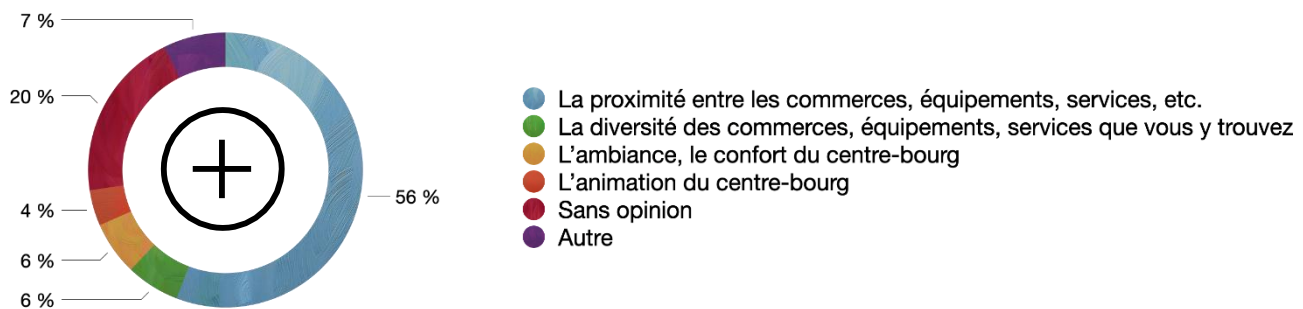 7 %
20 %
4 %
6 %
6 %
56 %
La proximité entre les commerces, équipements, services, etc.
La diversité des commerces, équipements, services que vous y trouvez
L'ambiance, le confort du centre-bourg
L'animation du centre-bourg
Sans opinion
Autre